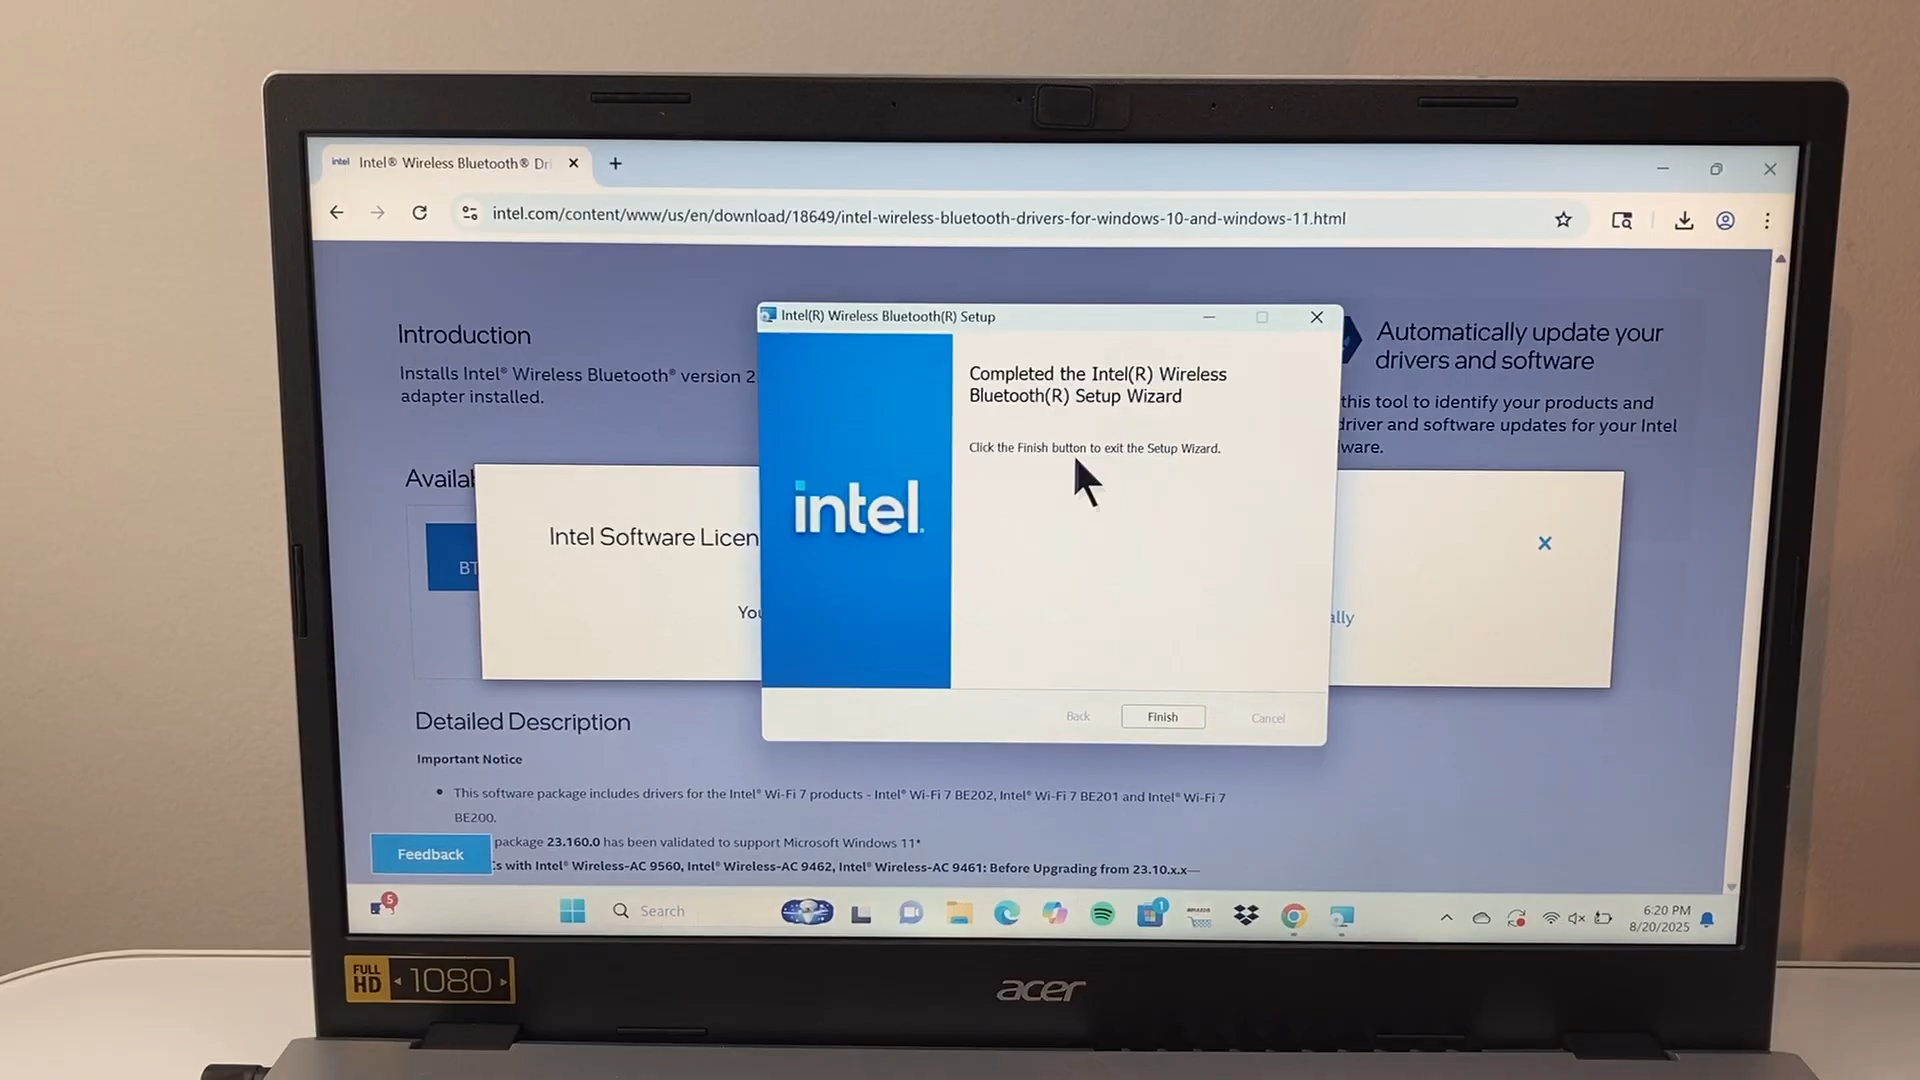 intel Intel® Wireless Bluetooth® Dri
intel.com/content/www/us/en/download/18649/intel-wireless-bluetooth-drivers-for-windows-10-and-windows-11.html
Introduction
Installs Intel® Wireless Bluetooth® version 2
adapter installed.
Automatically update your
drivers and software
this tool to identify your products and
driver and software updates for your Intel
ware.
Availa
BT
Intel Software Licen
You
ally
Intel(R) Wireless Bluetooth(R) Setup
Completed the Intel(R) Wireless
Bluetooth(R) Setup Wizard
Click the Finish button to exit the Setup Wizard.
intel.
Back
Finish
Cancel
Detailed Description
Important Notice
• This software package includes drivers for the Intel® Wi-Fi 7 products - Intel® Wi-Fi 7 BE202, Intel® Wi-Fi 7 BE201 and Intel® Wi-Fi 7
BE200.
package 23.160.0 has been validated to support Microsoft Windows 11*
s with Intel® Wireless-AC 9560, Intel® Wireless-AC 9462, Intel® Wireless-AC 9461: Before Upgrading from 23.10.x.x—
Feedback
5
Search
amazon
1
6:20 PM
8/20/2025
FULL
HD
1080
acer